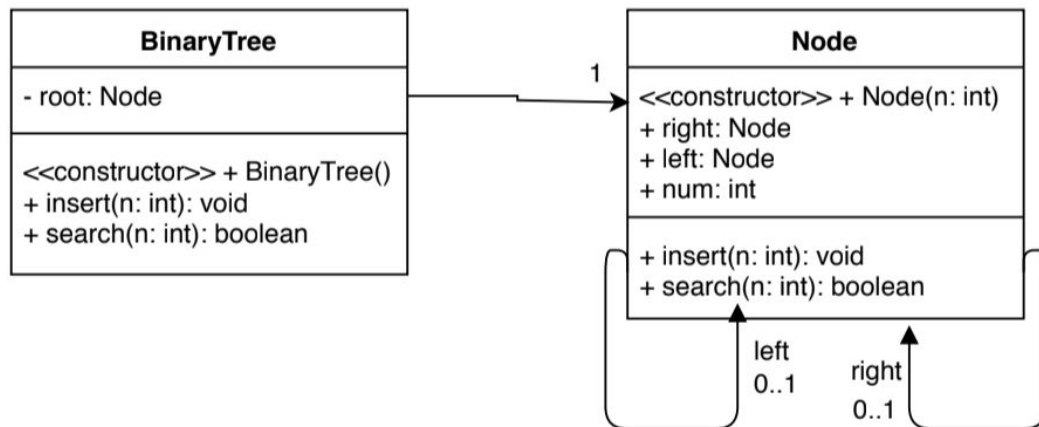 BinaryTree
- root: Node
<<constructor>> + BinaryTree()
+ insert(n: int): void
+ search(n: int): boolean
1
Node
<<constructor>> + Node(n: int)
+ right: Node
+ left: Node
+ num: int
+ insert(n: int): void
+ search(n: int): boolean
left
0..1
right
0..1